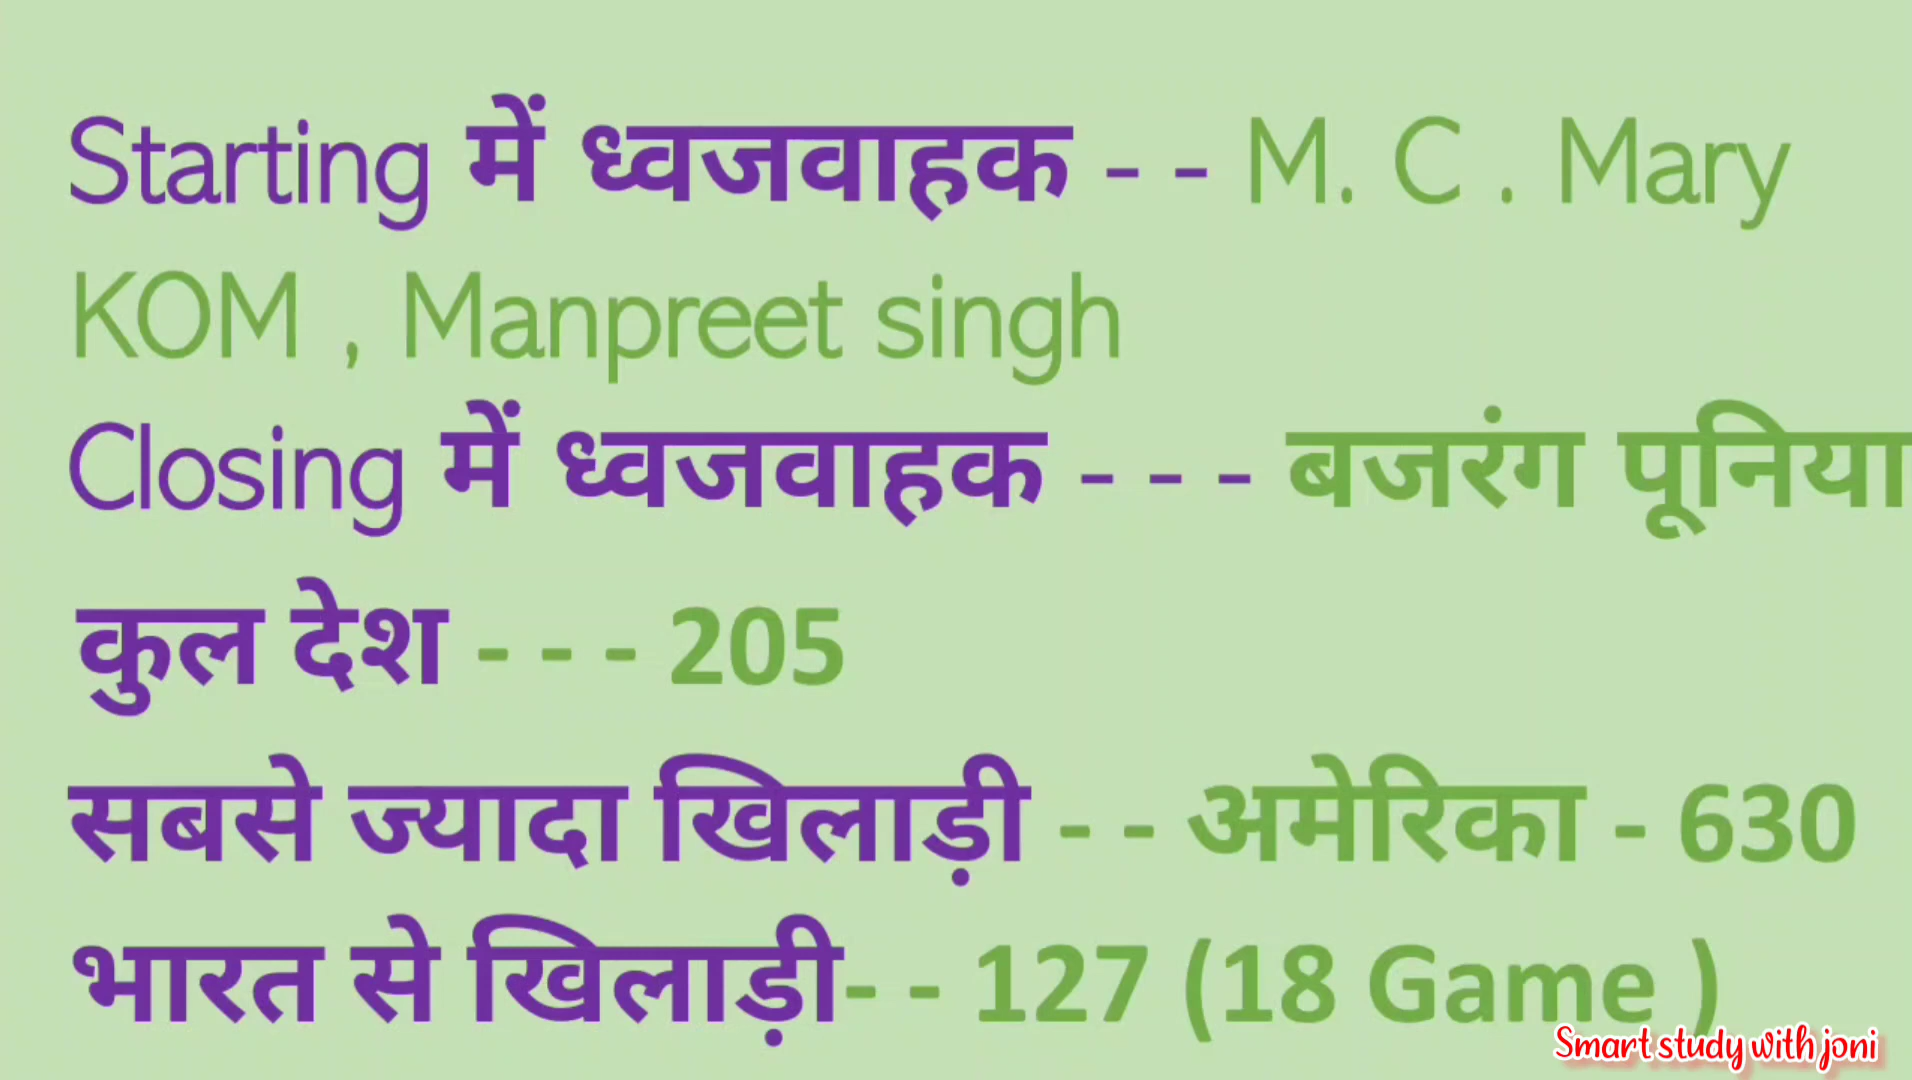 Starting में ध्वजवाहक - - M. C . Mary
KOM , Manpreet singh
Closing में ध्वजवाहक - - - बजरंग पूनिया
कुल देश - - - 205
सबसे ज्यादा खिलाड़ी - - अमेरिका - 630
भारत से खिलाड़ी- - 127 (18 Game )
Smart study with joni